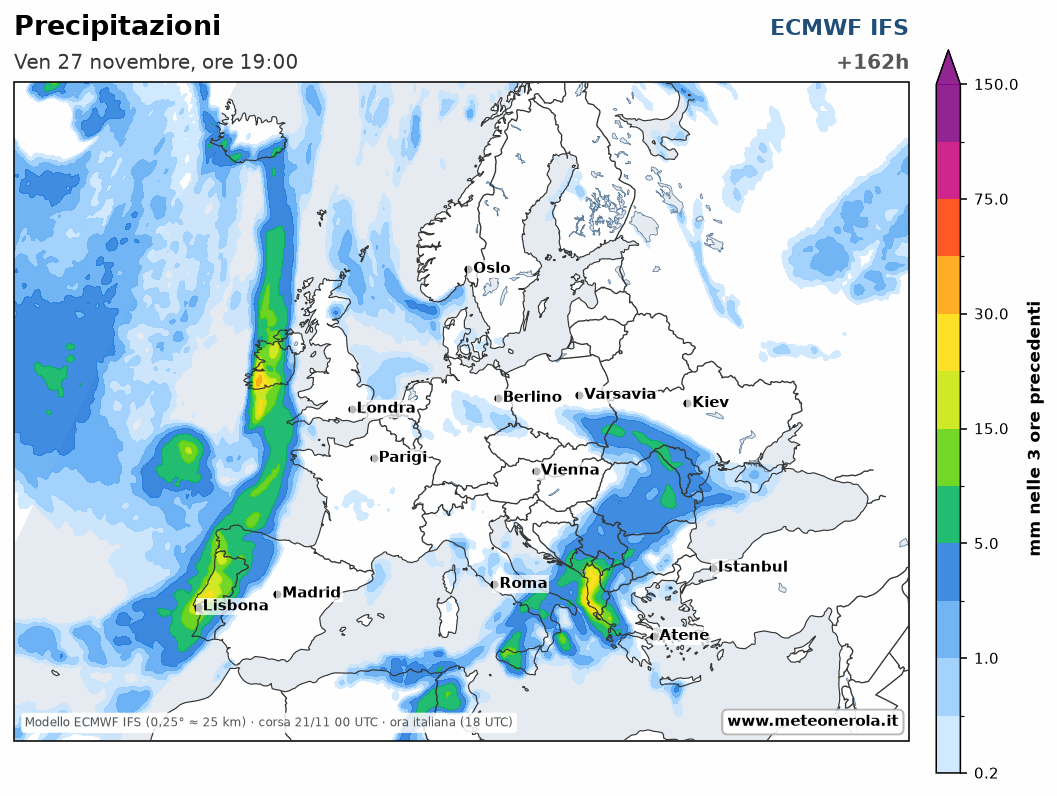 Precipitazioni
ECMWF IFS
Ven 27 novembre, ore 19:00
+162h
150.0
75.0
30.0
15.0
5.0
1.0
0.2
mm nelle 3 ore precedenti
Oslo
Berlino
Varsavia
Kiev
Londra
Parigi
Vienna
Istanbul
Roma
Madrid
Lisbona
Atene
Modello ECMWF IFS (0,25° ≈ 25 km) · corsa 21/11 00 UTC · ora italiana (18 UTC)
www.meteonerola.it